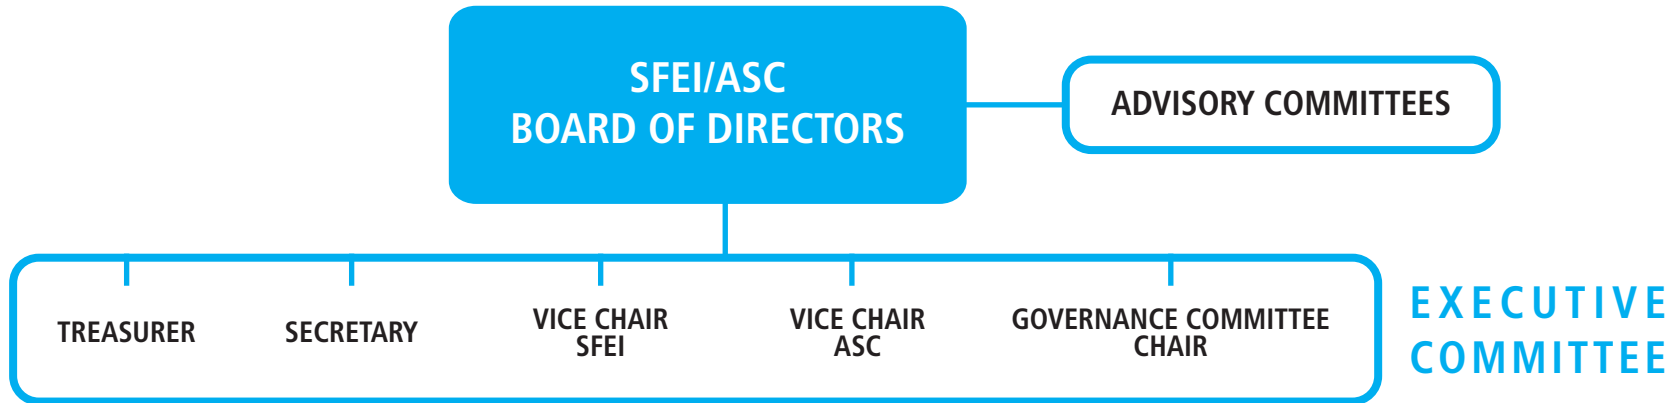 SFEI/ASC
BOARD OF DIRECTORS
ADVISORY COMMITTEES
TREASURER
SECRETARY
VICE CHAIR
SFEI
VICE CHAIR
ASC
GOVERNANCE COMMITTEE
CHAIR
EXECUTIVE
COMMITTEE